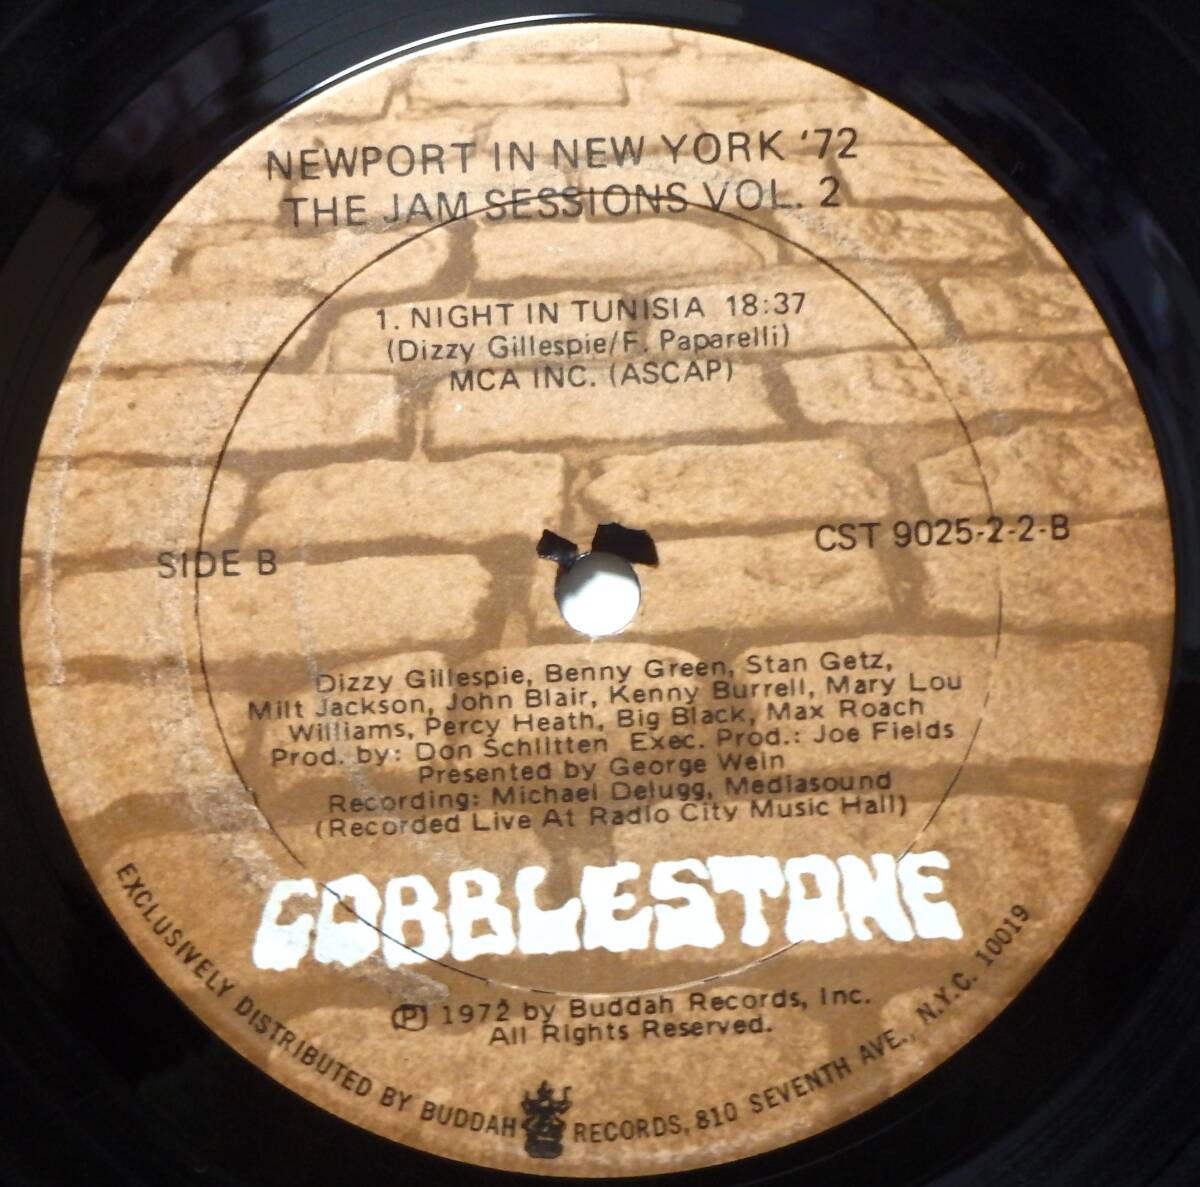 NEWPORT IN NEW YORK '72
THE JAM SESSIONS VOL. 2
1. NIGHT IN TUNISIA 18:37
(Dizzy Gillespie/F. Paparelli)
MCA INC. (ASCAP)
SIDE B
CST 9025-2-2-B
Dizzy Gillespie, Benny Green, Stan Getz,
Milt Jackson, John Blair, Kenny Burrell, Mary Lou
Williams, Percy Heath, Big Black, Max Roach
Prod. by: Don Schlitten Exec. Prod.: Joe Fields
Presented by George Wein
Recording: Michael Delugg, Mediasound
(Recorded Live At Radio City Music Hall)
COBBLESTONE
℗ 1972 by Buddah Records, Inc.
All Rights Reserved.
EXCLUSIVELY DISTRIBUTED BY BUDDAH RECORDS, 810 SEVENTH AVE., N.Y.C. 10019